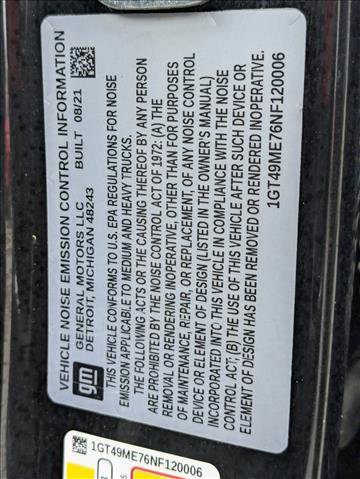 VEHICLE NOISE EMISSION CONTROL INFORMATION
GENERAL MOTORS LLC BUILT 08/21
DETROIT, MICHIGAN 48243
gm
THIS VEHICLE CONFORMS TO U.S. EPA REGULATIONS FOR NOISE
EMISSION APPLICABLE TO MEDIUM AND HEAVY TRUCKS.
THE FOLLOWING ACTS OR THE CAUSING THEREOF BY ANY PERSON
ARE PROHIBITED BY THE NOISE CONTROL ACT OF 1972: (A) THE
REMOVAL OR RENDERING INOPERATIVE, OTHER THAN FOR PURPOSES
OF MAINTENANCE, REPAIR, OR REPLACEMENT, OF ANY NOISE CONTROL
DEVICE OR ELEMENT OF DESIGN (LISTED IN THE OWNER'S MANUAL)
INCORPORATED INTO THIS VEHICLE IN COMPLIANCE WITH THE NOISE
CONTROL ACT; (B) THE USE OF THIS VEHICLE AFTER SUCH DEVICE OR
ELEMENT OF DESIGN HAS BEEN REMOVED OR RENDERED INOPERATIVE.
1GT49ME76NF120006
1GT49ME76NF120006